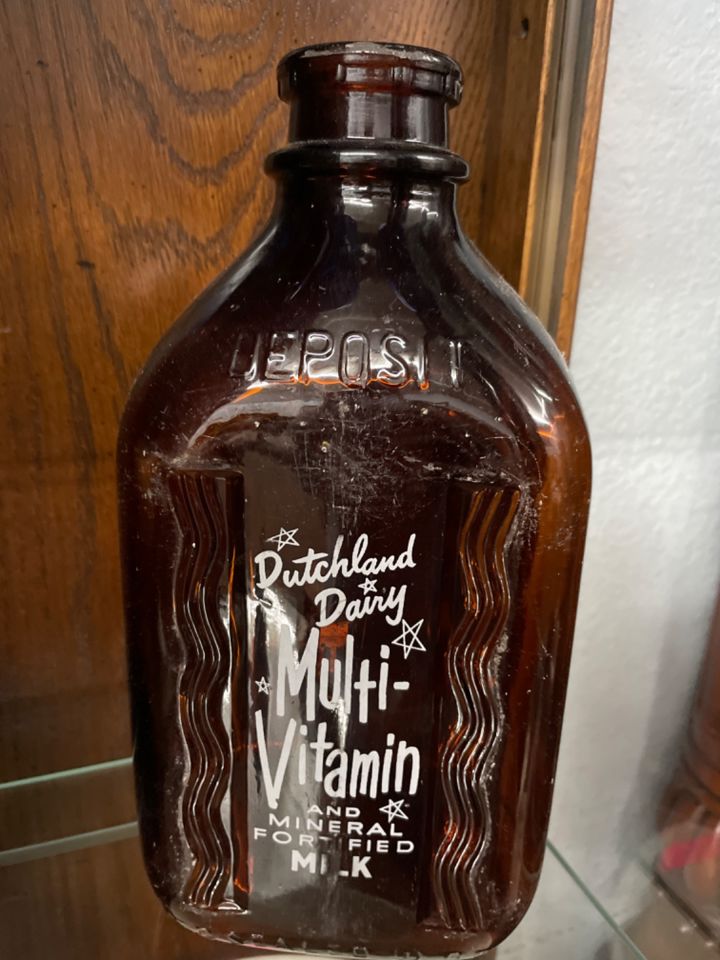 DEPOSIT
Dutchland
Dairy
Multi-
Vitamin
AND
MINERAL
FORTIFIED
MILK